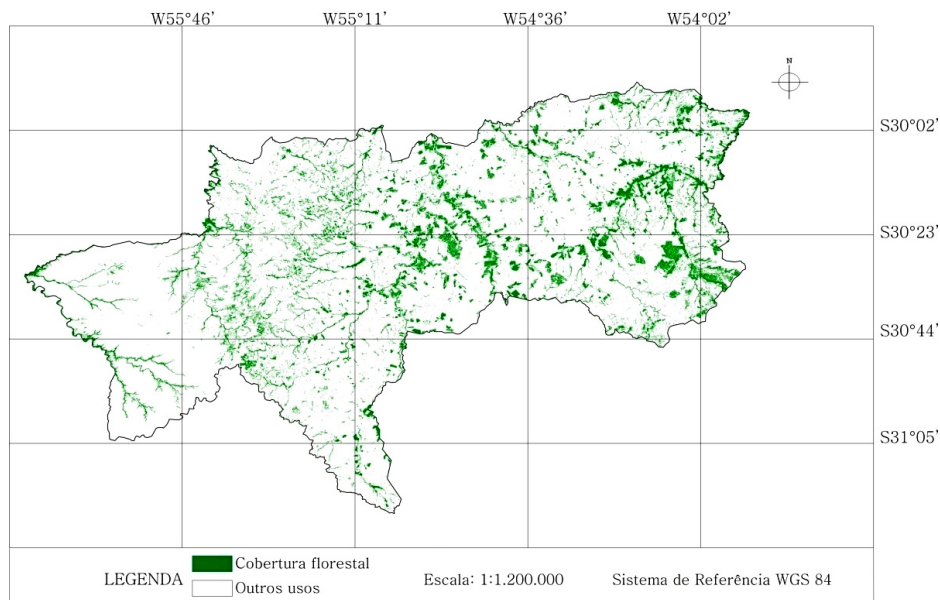 W55°46' W55°11' W54°36' W54°02'
N
S30°02'
S30°23'
S30°44'
S31°05'
LEGENDA
Cobertura florestal
Outros usos
Escala: 1:1.200.000
Sistema de Referência WGS 84